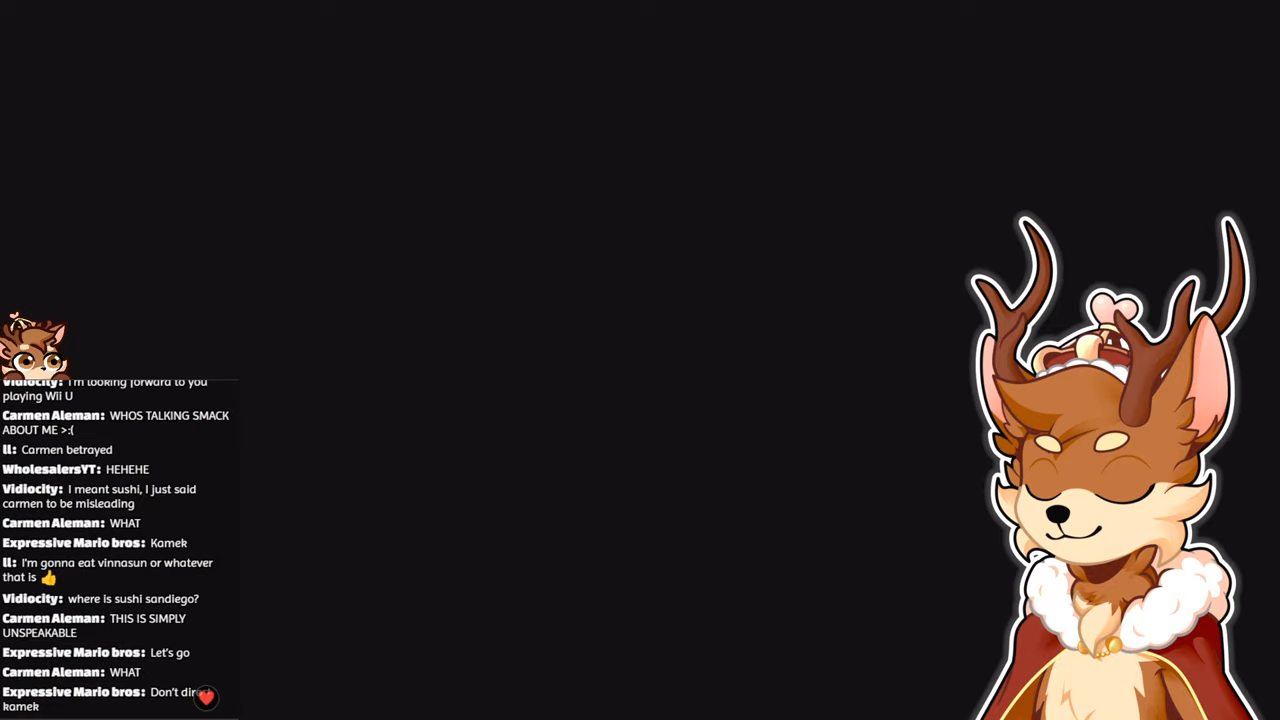 Vidiocity: I'm looking forward to you
playing Wii U
Carmen Aleman: WHOS TALKING SMACK
ABOUT ME >:(
ll: Carmen betrayed
WholesalersYT: HEHEHE
Vidiocity: I meant sushi, I just said
carmen to be misleading
Carmen Aleman: WHAT
Expressive Mario bros: Kamek
ll: I'm gonna eat vinnasun or whatever
that is 👍
Vidiocity: where is sushi sandiego?
Carmen Aleman: THIS IS SIMPLY
UNSPEAKABLE
Expressive Mario bros: Let's go
Carmen Aleman: WHAT
Expressive Mario bros: Don't
kamek